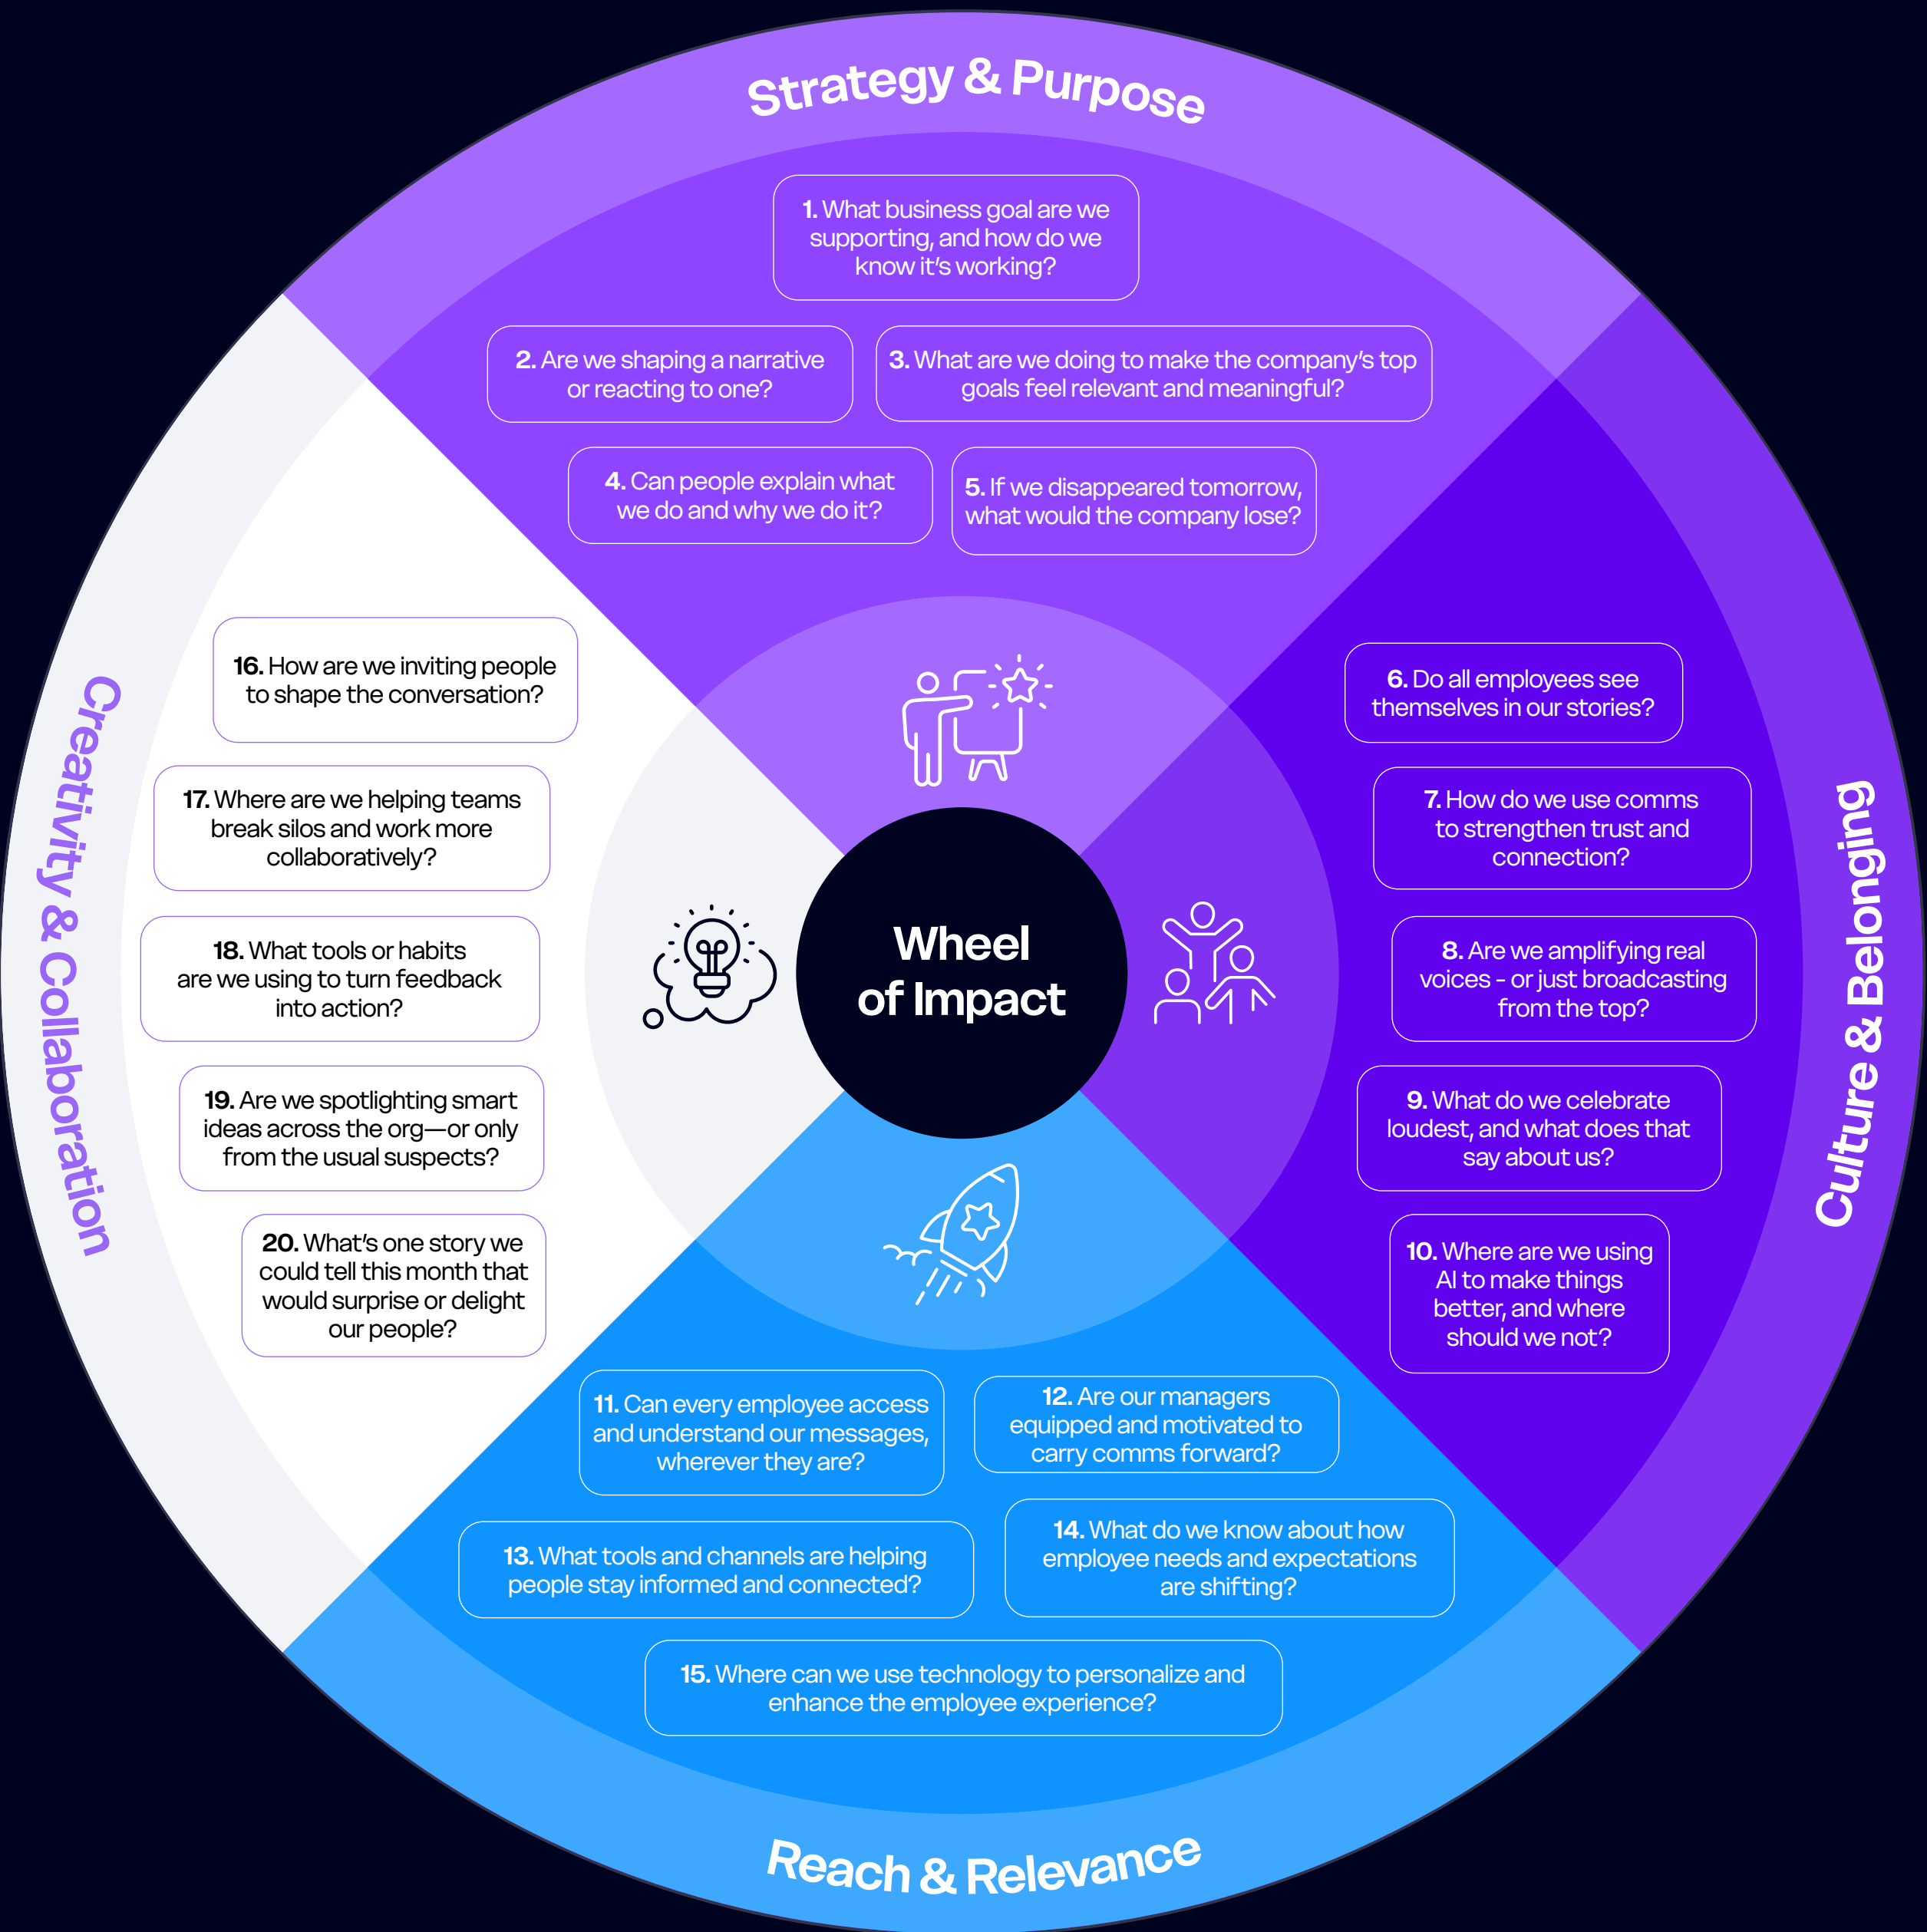 Strategy & Purpose
1. What business goal are we
supporting, and how do we
know it's working?
2. Are we shaping a narrative
or reacting to one?
3. What are we doing to make the company's top
goals feel relevant and meaningful?
4. Can people explain what
we do and why we do it?
5. If we disappeared tomorrow,
what would the company lose?
Culture & Belonging
6. Do all employees see
themselves in our stories?
7. How do we use comms
to strengthen trust and
connection?
8. Are we amplifying real
voices - or just broadcasting
from the top?
9. What do we celebrate
loudest, and what does that
say about us?
10. Where are we using
AI to make things
better, and where
should we not?
Reach & Relevance
11. Can every employee access
and understand our messages,
wherever they are?
12. Are our managers
equipped and motivated to
carry comms forward?
13. What tools and channels are helping
people stay informed and connected?
14. What do we know about how
employee needs and expectations
are shifting?
15. Where can we use technology to personalize and
enhance the employee experience?
Creativity & Collaboration
16. How are we inviting people
to shape the conversation?
17. Where are we helping teams
break silos and work more
collaboratively?
18. What tools or habits
are we using to turn feedback
into action?
19. Are we spotlighting smart
ideas across the org—or only
from the usual suspects?
20. What's one story we
could tell this month that
would surprise or delight
our people?
Wheel
of Impact